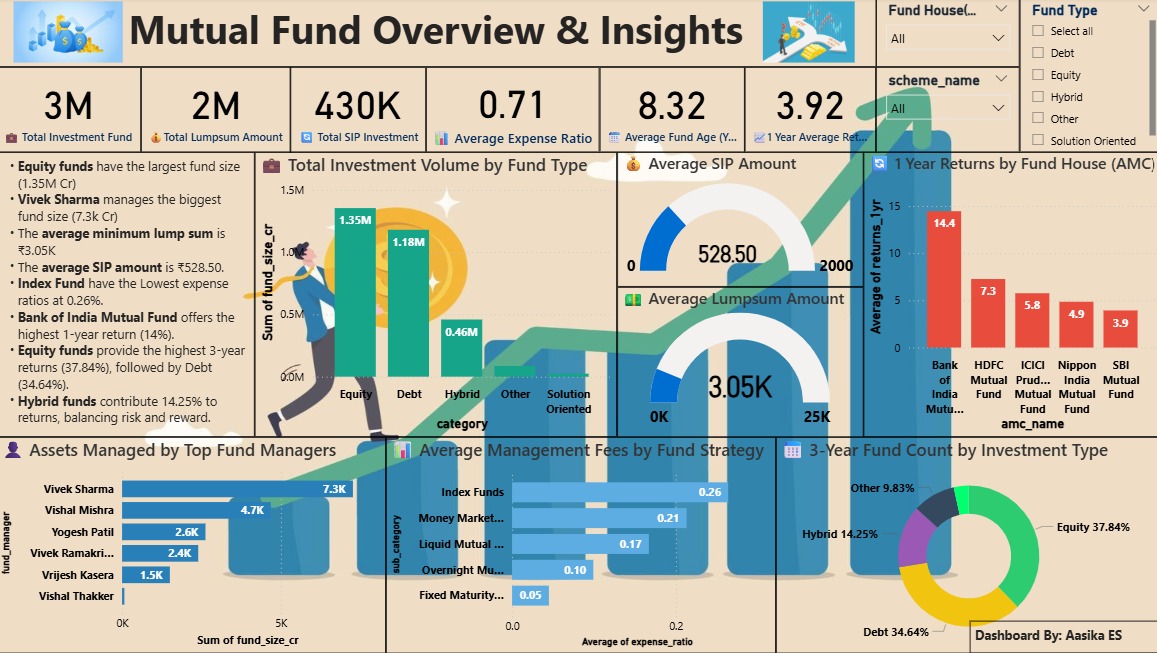 Mutual Fund Overview & Insights
Fund House(...
All
scheme_name
All
Fund Type
Select all
Debt
Equity
Hybrid
Other
Solution Oriented
3M
Total Investment Fund
2M
Total Lumpsum Amount
430K
Total SIP Investment
0.71
Average Expense Ratio
8.32
Average Fund Age (Y...
3.92
1 Year Average Ret...
• Equity funds have the largest fund size
(1.35M Cr)
• Vivek Sharma manages the biggest
fund size (7.3k Cr)
• The average minimum lump sum is
₹3.05K
• The average SIP amount is ₹528.50.
• Index Fund have the Lowest expense
ratios at 0.26%.
• Bank of India Mutual Fund offers the
highest 1-year return (14%).
• Equity funds provide the highest 3-year
returns (37.84%), followed by Debt
(34.64%).
• Hybrid funds contribute 14.25% to
returns, balancing risk and reward.
Total Investment Volume by Fund Type
Sum of fund_size_cr
1.5M
1.0M
0.5M
0.0M
1.35M
1.18M
0.46M
Equity
Debt
Hybrid
Other
Solution
Oriented
category
Average SIP Amount
528.50
0
2000
Average Lumpsum Amount
3.05K
0K
25K
1 Year Returns by Fund House (AMC)
Average of returns_1yr
15
10
5
0
14.4
7.3
5.8
4.9
3.9
Bank
of
India
Mutu...
HDFC
Mutual
Fund
ICICI
Prud...
Mutual
Fund
Nippon
India
Mutual
Fund
SBI
Mutual
Fund
amc_name
Assets Managed by Top Fund Managers
fund_manager
Vivek Sharma
7.3K
Vishal Mishra
4.7K
Yogesh Patil
2.6K
Vivek Ramakri...
2.4K
Vrijesh Kasera
1.5K
Vishal Thakker
0K
5K
Sum of fund_size_cr
Average Management Fees by Fund Strategy
sub_category
Index Funds
0.26
Money Market...
0.21
Liquid Mutual ...
0.17
Overnight Mu...
0.10
Fixed Maturity...
0.05
0.0
0.2
Average of expense_ratio
3-Year Fund Count by Investment Type
Other 9.83%
Hybrid 14.25%
Equity 37.84%
Debt 34.64%
Dashboard By: Aasika ES